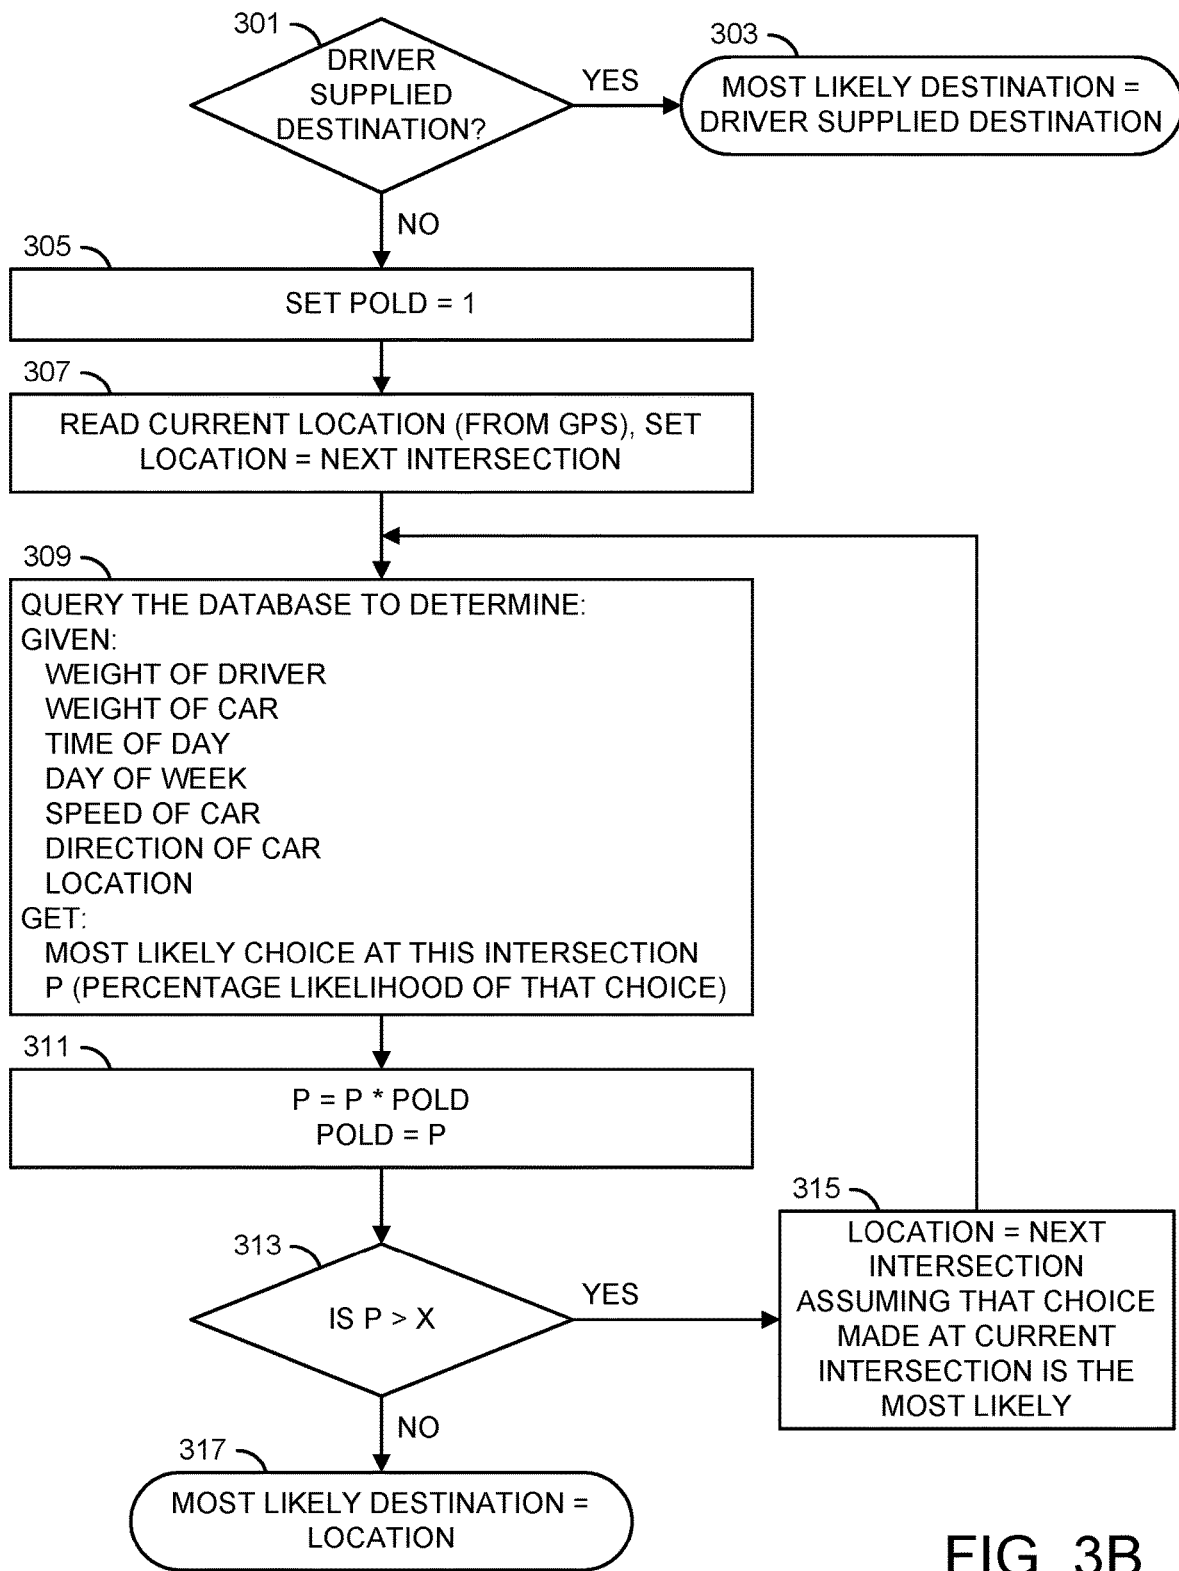 301
DRIVER
SUPPLIED
DESTINATION?
YES
303
MOST LIKELY DESTINATION =
DRIVER SUPPLIED DESTINATION
NO
305
SET POLD = 1
307
READ CURRENT LOCATION (FROM GPS), SET
LOCATION = NEXT INTERSECTION
309
QUERY THE DATABASE TO DETERMINE:
GIVEN:
WEIGHT OF DRIVER
WEIGHT OF CAR
TIME OF DAY
DAY OF WEEK
SPEED OF CAR
DIRECTION OF CAR
LOCATION
GET:
MOST LIKELY CHOICE AT THIS INTERSECTION
P (PERCENTAGE LIKELIHOOD OF THAT CHOICE)
311
P = P * POLD
POLD = P
313
IS P > X
YES
315
LOCATION = NEXT
INTERSECTION
ASSUMING THAT CHOICE
MADE AT CURRENT
INTERSECTION IS THE
MOST LIKELY
NO
317
MOST LIKELY DESTINATION =
LOCATION
FIG. 3B